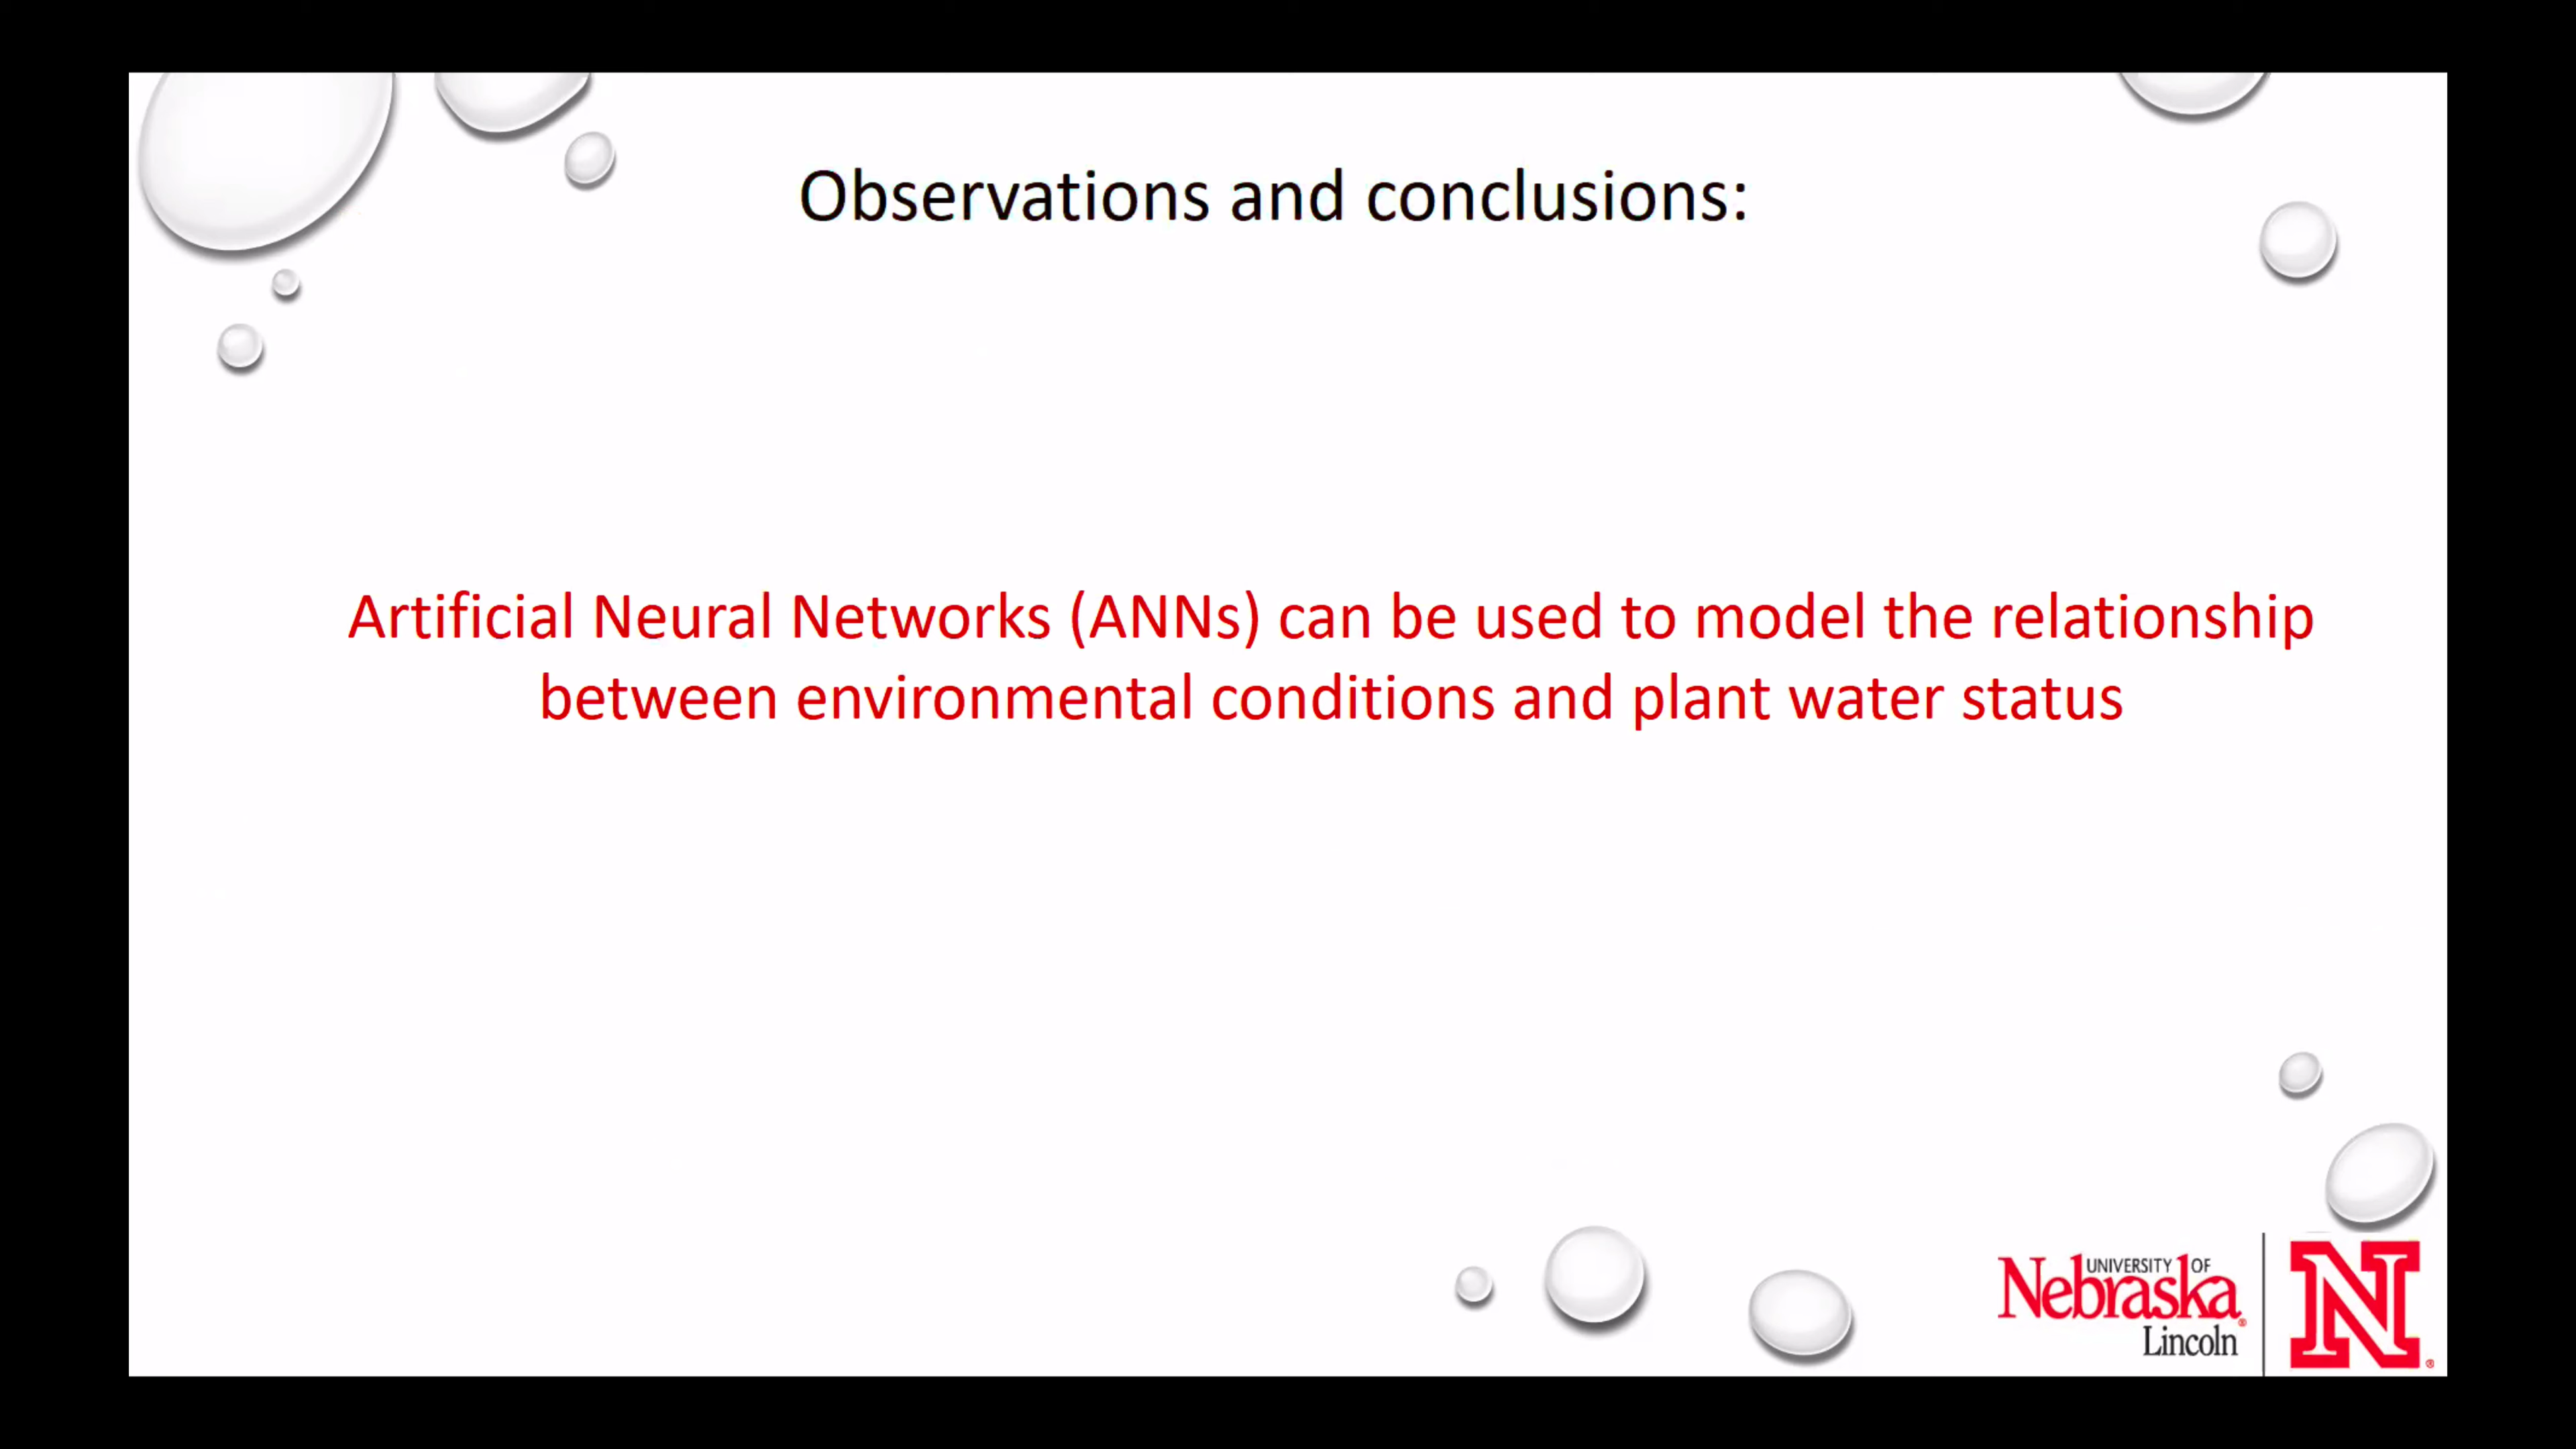 Observations and conclusions:
Artificial Neural Networks (ANNs) can be used to model the relationship
between environmental conditions and plant water status
UNIVERSITY OF
Nebraska®
Lincoln
N®